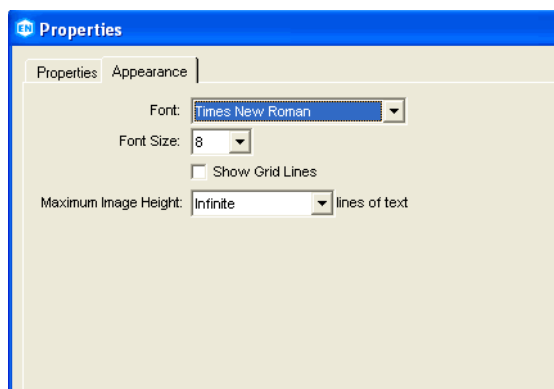 EN Properties
Properties Appearance
Font: Times New Roman
Font Size: 8
Show Grid Lines
Maximum Image Height: Infinite lines of text